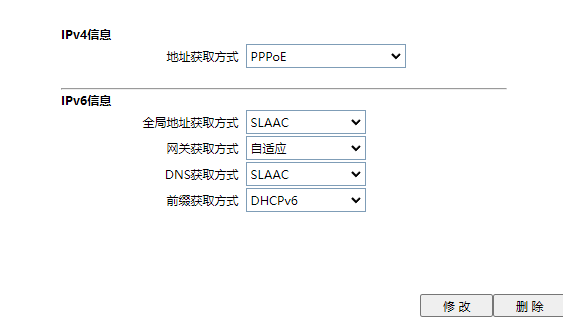 IPv4信息
地址获取方式 PPPoE
IPv6信息
全局地址获取方式 SLAAC
网关获取方式 自适应
DNS获取方式 SLAAC
前缀获取方式 DHCPv6
修 改 删 除